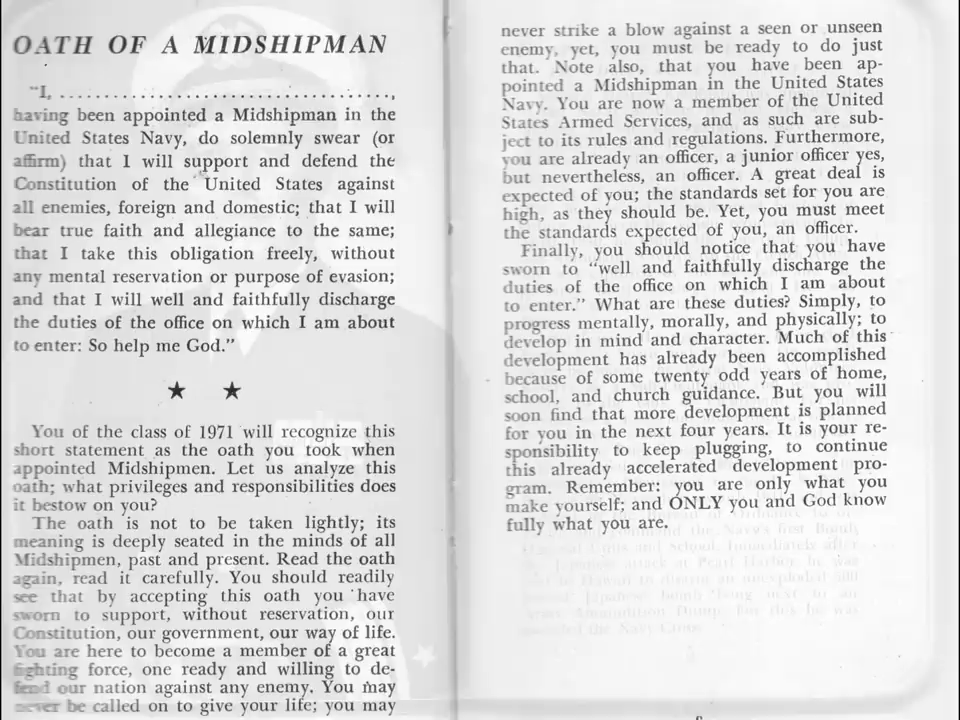 OATH OF A MIDSHIPMAN
"I, ......................................,
having been appointed a Midshipman in the
United States Navy, do solemnly swear (or
affirm) that I will support and defend the
Constitution of the United States against
all enemies, foreign and domestic; that I will
bear true faith and allegiance to the same;
that I take this obligation freely, without
any mental reservation or purpose of evasion;
and that I will well and faithfully discharge
the duties of the office on which I am about
to enter: So help me God."
★ ★
You of the class of 1971 will recognize this
short statement as the oath you took when
appointed Midshipmen. Let us analyze this
oath; what privileges and responsibilities does
it bestow on you?
The oath is not to be taken lightly; its
meaning is deeply seated in the minds of all
Midshipmen, past and present. Read the oath
again, read it carefully. You should readily
see that by accepting this oath you have
sworn to support, without reservation, our
Constitution, our government, our way of life.
You are here to become a member of a great
fighting force, one ready and willing to de-
fend our nation against any enemy. You may
never be called on to give your life; you may
never strike a blow against a seen or unseen
enemy, yet, you must be ready to do just
that. Note also, that you have been ap-
pointed a Midshipman in the United States
Navy. You are now a member of the United
States Armed Services, and as such are sub-
ject to its rules and regulations. Furthermore,
you are already an officer, a junior officer yes,
but nevertheless, an officer. A great deal is
expected of you; the standards set for you are
high, as they should be. Yet, you must meet
the standards expected of you, an officer.
Finally, you should notice that you have
sworn to "well and faithfully discharge the
duties of the office on which I am about
to enter." What are these duties? Simply, to
progress mentally, morally, and physically; to
develop in mind and character. Much of this
development has already been accomplished
because of some twenty odd years of home,
school, and church guidance. But you will
soon find that more development is planned
for you in the next four years. It is your re-
sponsibility to keep plugging, to continue
this already accelerated development pro-
gram. Remember: you are only what you
make yourself; and ONLY you and God know
fully what you are.